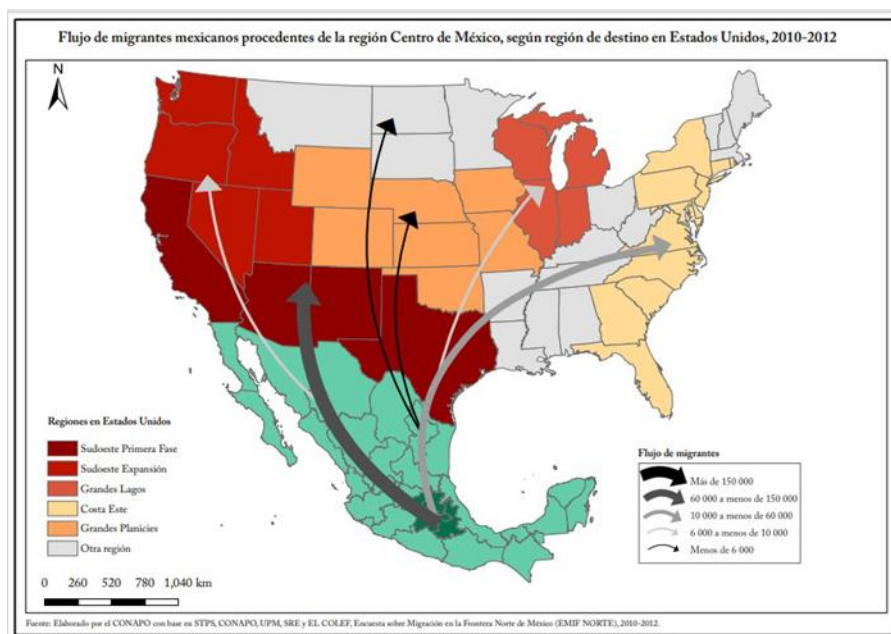 Flujo de migrantes mexicanos procedentes de la región Centro de México, según región de destino en Estados Unidos, 2010-2012
N
Regiones en Estados Unidos
Sudoeste Primera Fase
Sudoeste Expansión
Grandes Lagos
Costa Este
Grandes Planicies
Otra región
0 260 520 780 1,040 km
Flujo de migrantes
Más de 150 000
60 000 a menos de 150 000
10 000 a menos de 60 000
6 000 a menos de 10 000
Menos de 6 000
Fuente: Elaborado por el CONAPO con base en STPS, CONAPO, UPM, SRE y EL COLEF, Encuesta sobre Migración en la Frontera Norte de México (EMIF NORTE), 2010-2012.